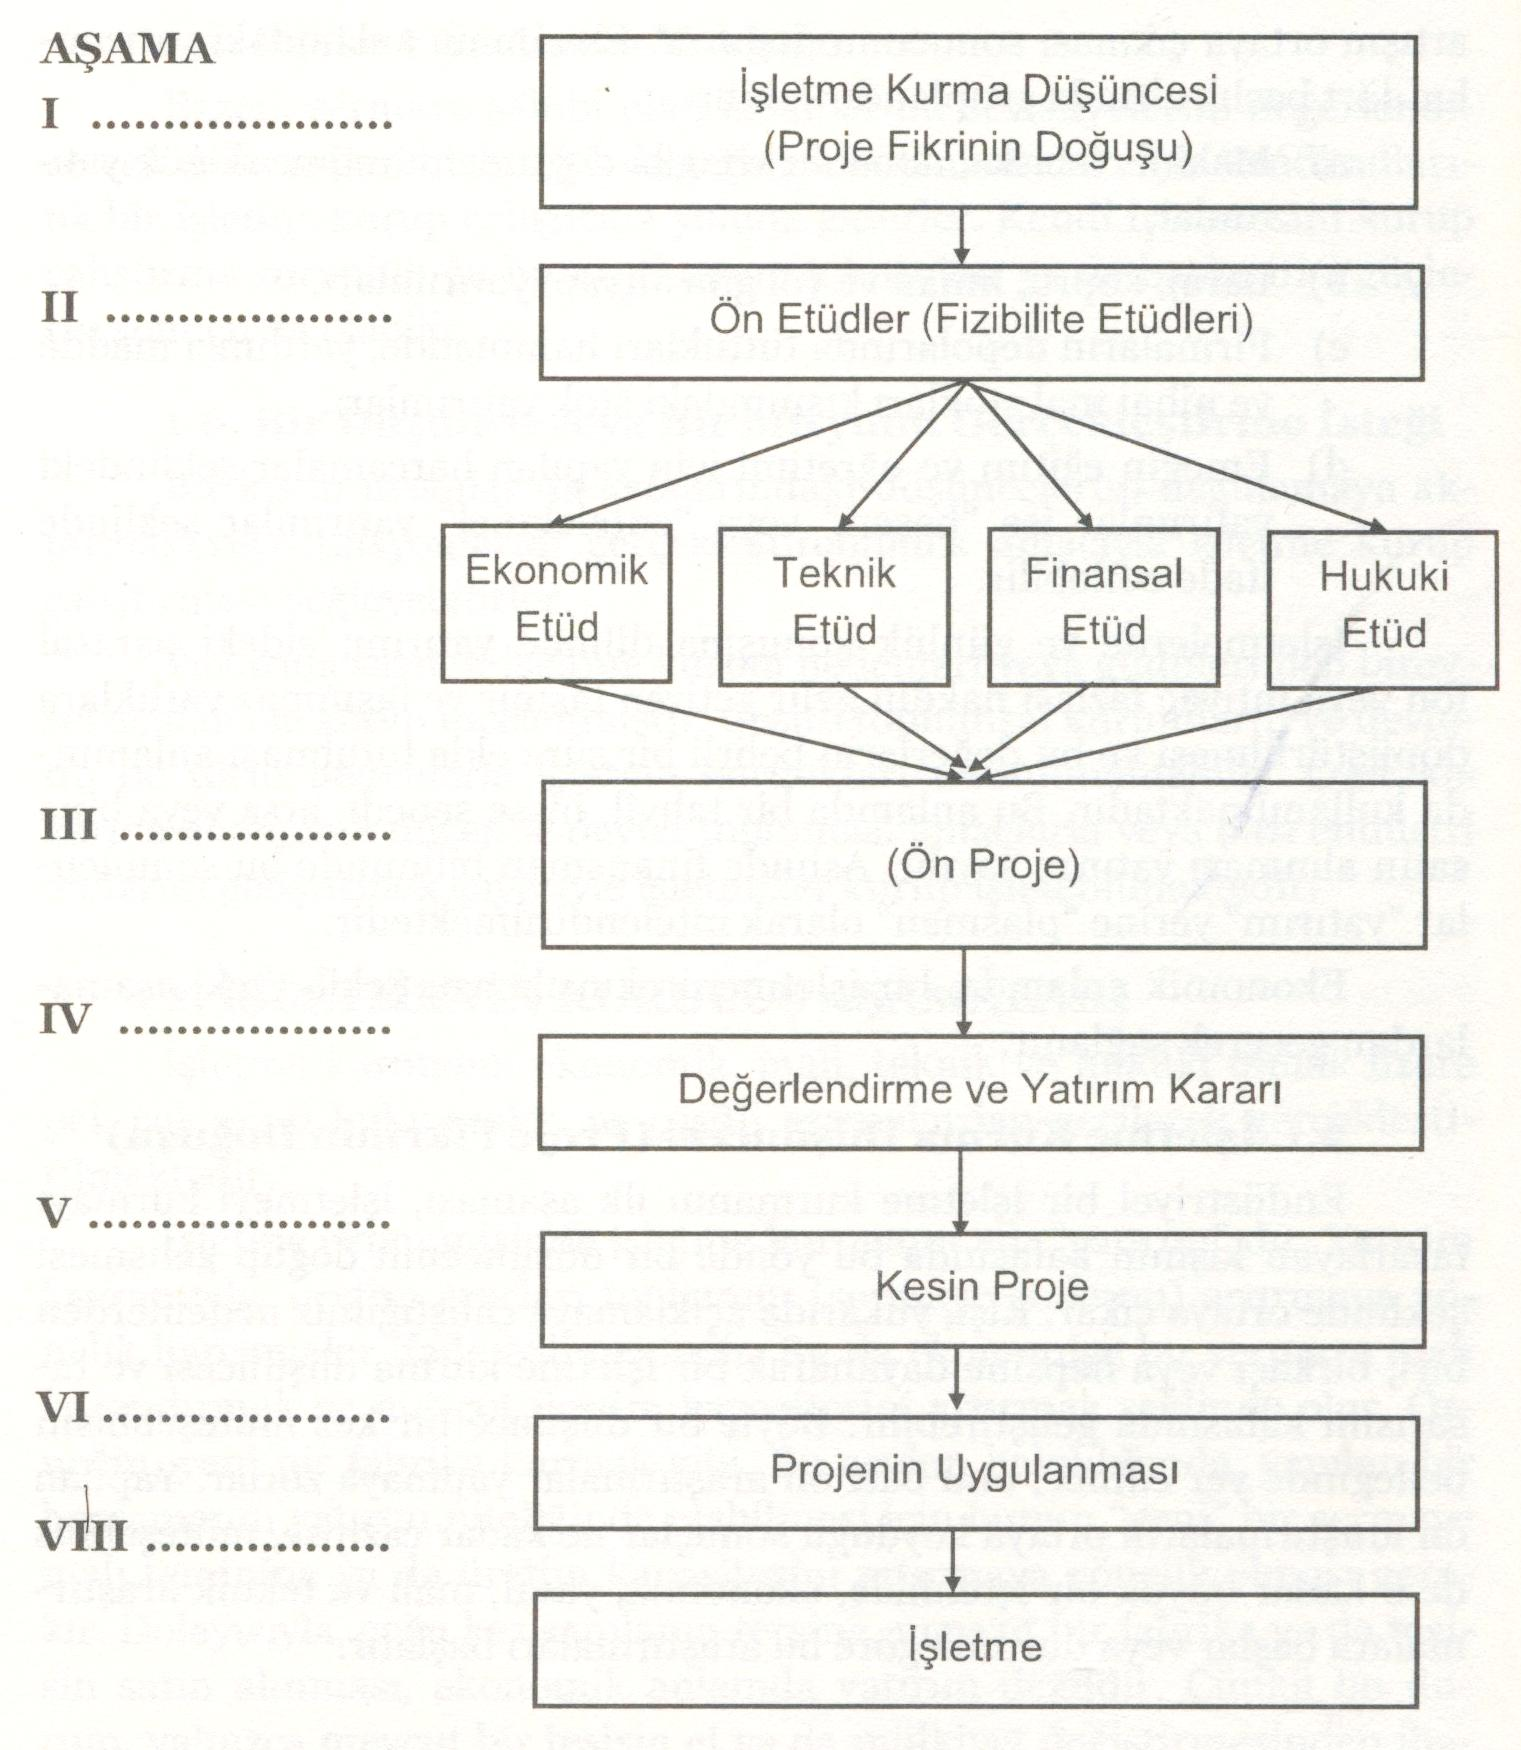 AŞAMA
I .....................
İşletme Kurma Düşüncesi
(Proje Fikrinin Doğuşu)
II ....................
Ön Etüdler (Fizibilite Etüdleri)
Ekonomik
Etüd
Teknik
Etüd
Finansal
Etüd
Hukuki
Etüd
III ...................
(Ön Proje)
IV ...................
Değerlendirme ve Yatırım Kararı
V .....................
Kesin Proje
VI ....................
Projenin Uygulanması
VIII .................
İşletme